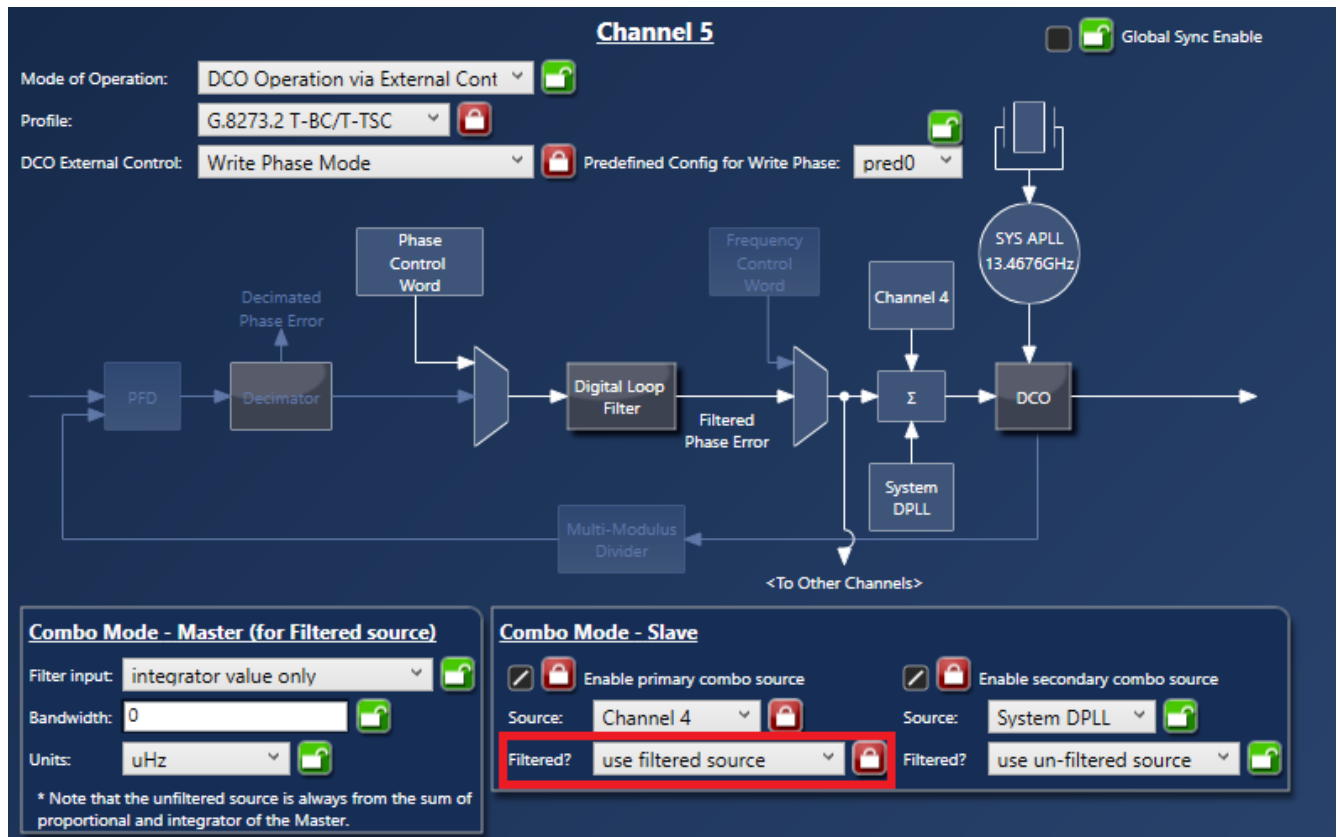 Channel 5
Global Sync Enable
Mode of Operation: DCO Operation via External Cont
Profile: G.8273.2 T-BC/T-TSC
DCO External Control: Write Phase Mode Predefined Config for Write Phase: pred0
SYS APLL
13.4676GHz
Phase
Control
Word
Frequency
Control
Word
Channel 4
Decimated
Phase Error
PFD
Decimator
Digital Loop
Filter
Filtered
Phase Error
Σ
DCO
System
DPLL
Multi-Modulus
Divider
<To Other Channels>
Combo Mode - Master (for Filtered source)
Filter input: integrator value only
Bandwidth: 0
Units: uHz
* Note that the unfiltered source is always from the sum of
proportional and integrator of the Master.
Combo Mode - Slave
Enable primary combo source
Source: Channel 4
Filtered? use filtered source
Enable secondary combo source
Source: System DPLL
Filtered? use un-filtered source